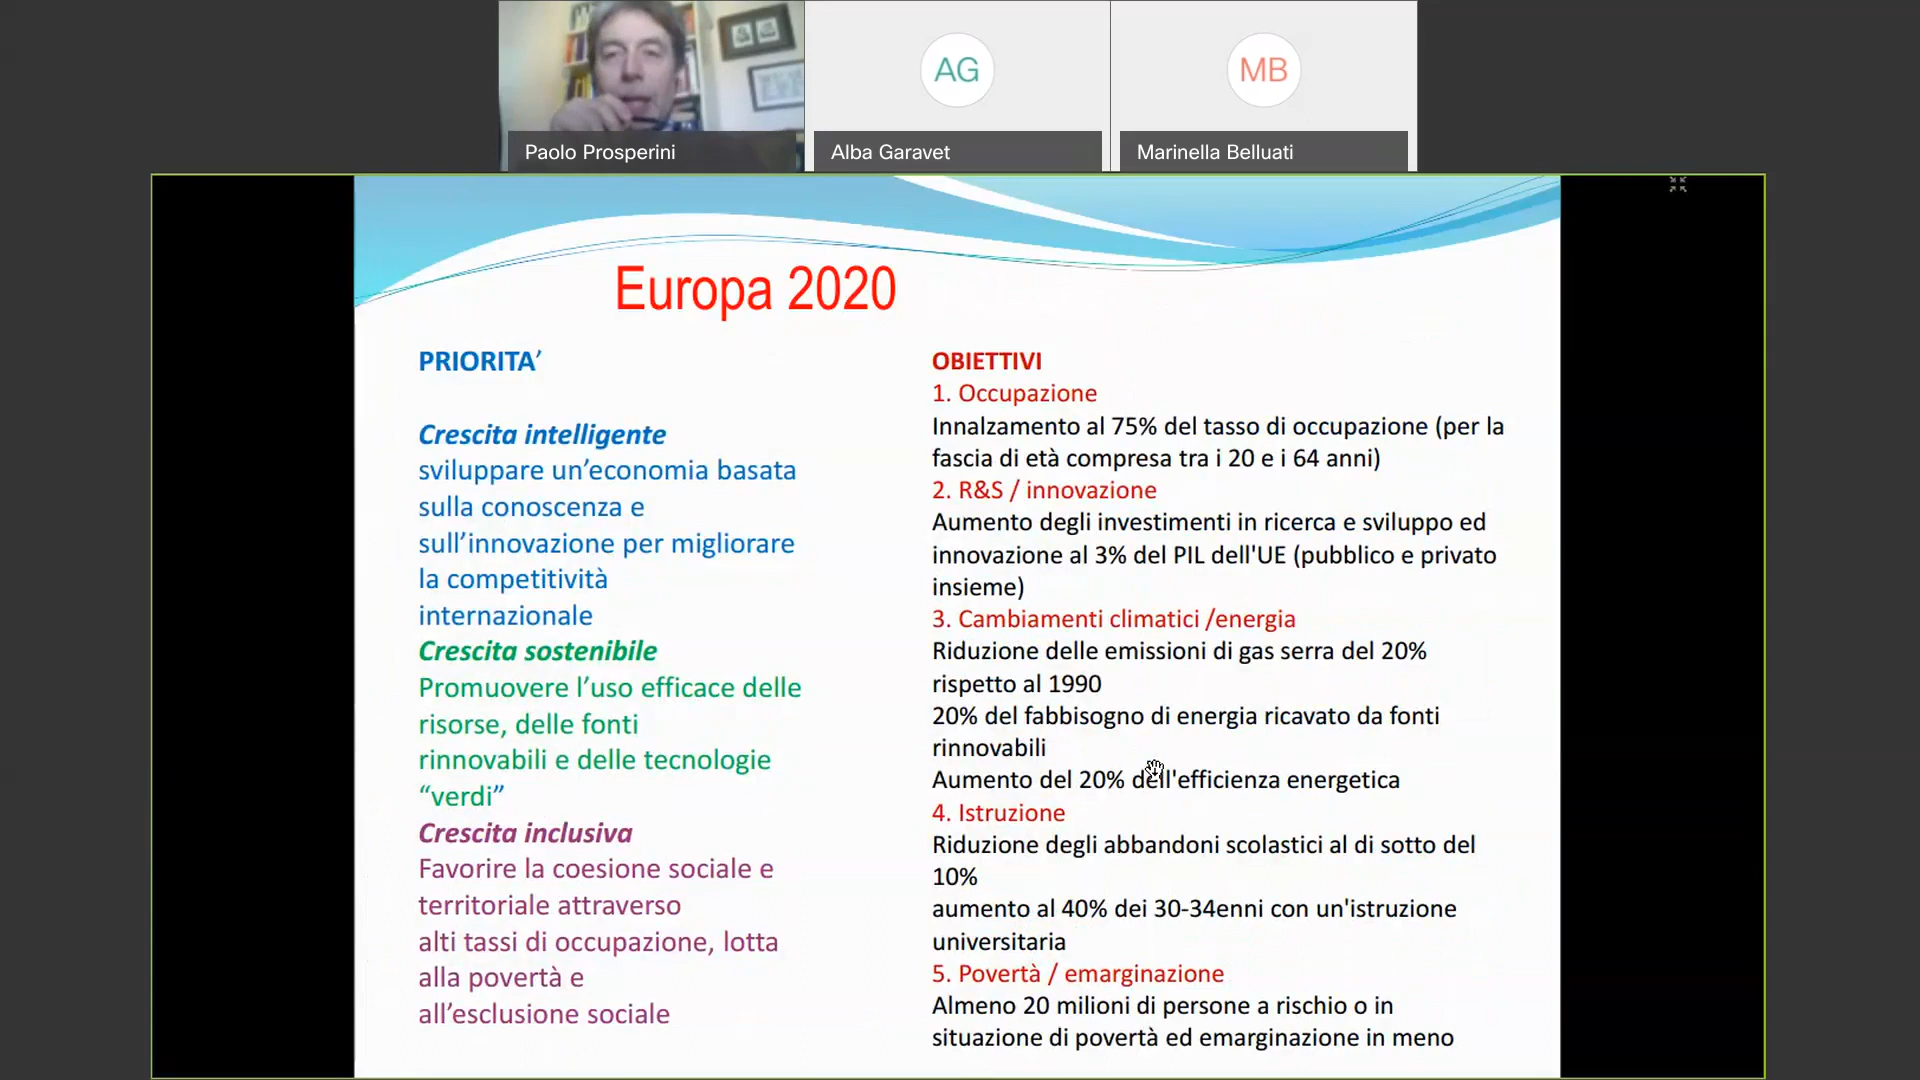 AG
MB
Paolo Prosperini
Alba Garavet
Marinella Belluati
Europa 2020
PRIORITA’
Crescita intelligente
sviluppare un’economia basata
sulla conoscenza e
sull’innovazione per migliorare
la competitività
internazionale
Crescita sostenibile
Promuovere l’uso efficace delle
risorse, delle fonti
rinnovabili e delle tecnologie
“verdi”
Crescita inclusiva
Favorire la coesione sociale e
territoriale attraverso
alti tassi di occupazione, lotta
alla povertà e
all’esclusione sociale
OBIETTIVI
1. Occupazione
Innalzamento al 75% del tasso di occupazione (per la
fascia di età compresa tra i 20 e i 64 anni)
2. R&S / innovazione
Aumento degli investimenti in ricerca e sviluppo ed
innovazione al 3% del PIL dell'UE (pubblico e privato
insieme)
3. Cambiamenti climatici /energia
Riduzione delle emissioni di gas serra del 20%
rispetto al 1990
20% del fabbisogno di energia ricavato da fonti
rinnovabili
Aumento del 20% dell'efficienza energetica
4. Istruzione
Riduzione degli abbandoni scolastici al di sotto del
10%
aumento al 40% dei 30-34enni con un'istruzione
universitaria
5. Povertà / emarginazione
Almeno 20 milioni di persone a rischio o in
situazione di povertà ed emarginazione in meno